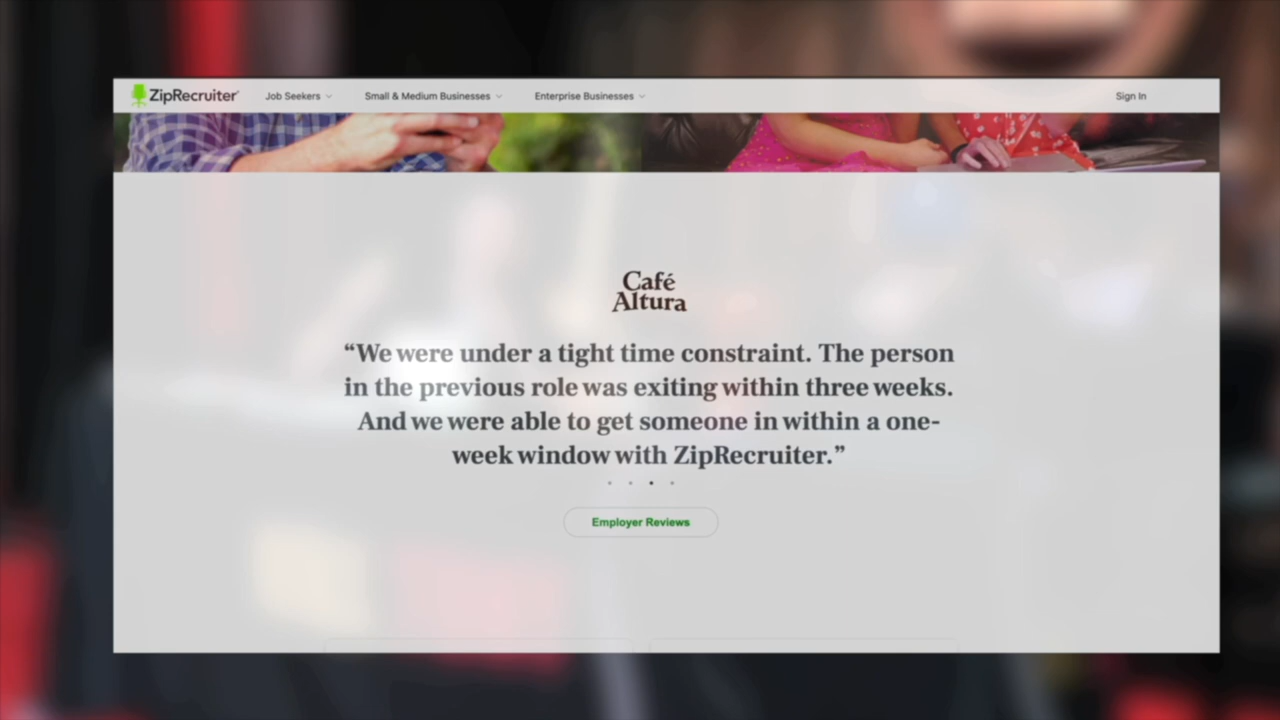 ZipRecruiter
Job Seekers
Small & Medium Businesses
Enterprise Businesses
Sign In
Café
Altura
“We were under a tight time constraint. The person
in the previous role was exiting within three weeks.
And we were able to get someone in within a one-
week window with ZipRecruiter.”
Employer Reviews